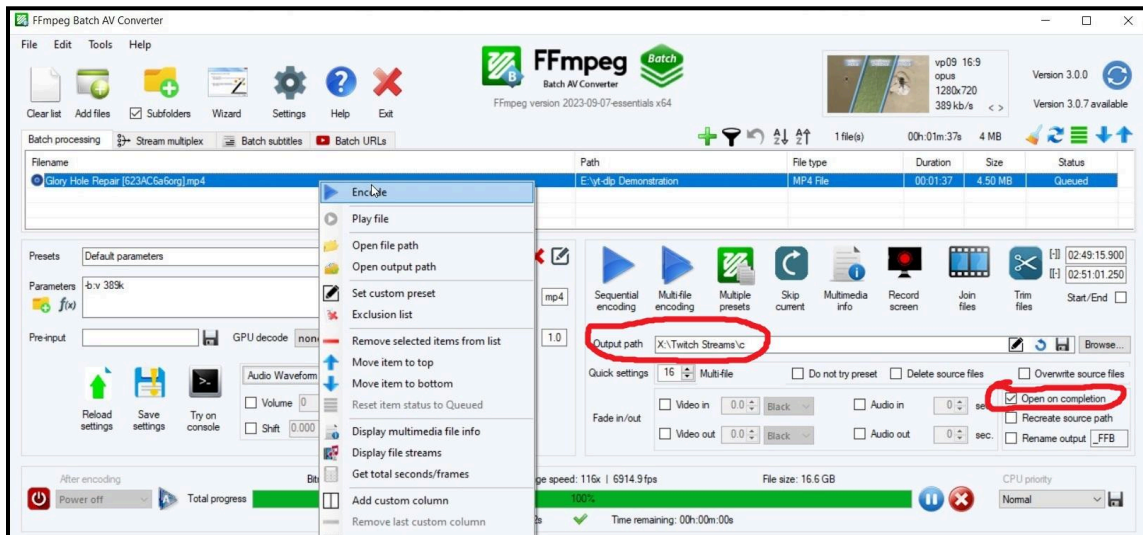 FFmpeg Batch AV Converter
File Edit Tools Help
FFmpeg Batch
Batch AV Converter
FFmpeg version 2023-09-07-essentials x64
vp09 16:9
opus
1280x720
389 kb/s < >
Version 3.0.0
Version 3.0.7 available
Clear list Add files Subfolders Wizard Settings Help Exit
Batch processing Stream multiplex Batch subtitles Batch URLs
1 file(s) 00h:01m:37s 4 MB
Filename Path File type Duration Size Status
Glory Hole Repair [623AC6a6org].mp4 E:\yt-dlp Demonstration MP4 File 00:01:37 4.50 MB Queued
Encode
Play file
Open file path
Open output path
Set custom preset
Exclusion list
Remove selected items from list
Move item to top
Move item to bottom
Reset item status to Queued
Display multimedia file info
Display file streams
Get total seconds/frames
Add custom column
Remove last custom column
Presets Default parameters
Parameters -b:v 389k
f(x)
mp4
Pre-input GPU decode none
1.0
Audio Waveform
Volume 0
Shift 0.000
Reload settings
Save settings
Try on console
Sequential encoding
Multi-file encoding
Multiple presets
Skip current
Multimedia info
Record screen
Join files
Trim files
[-]] 02:49:15.900
[[-] 02:51:01.250
Start/End
Output path X:\Twitch Streams\c Browse...
Quick settings 16 Multi-file Do not try preset Delete source files Overwrite source files
Fade in/out
Video in 0.0 Black Audio in 0
Video out 0.0 Black Audio out 0 sec.
Open on completion
Recreate source path
Rename output _FFB
After encoding
Power off
Total progress
100%
File size: 16.6 GB
116x | 6914.9fps
Time remaining: 00h:00m:00s
CPU priority
Normal